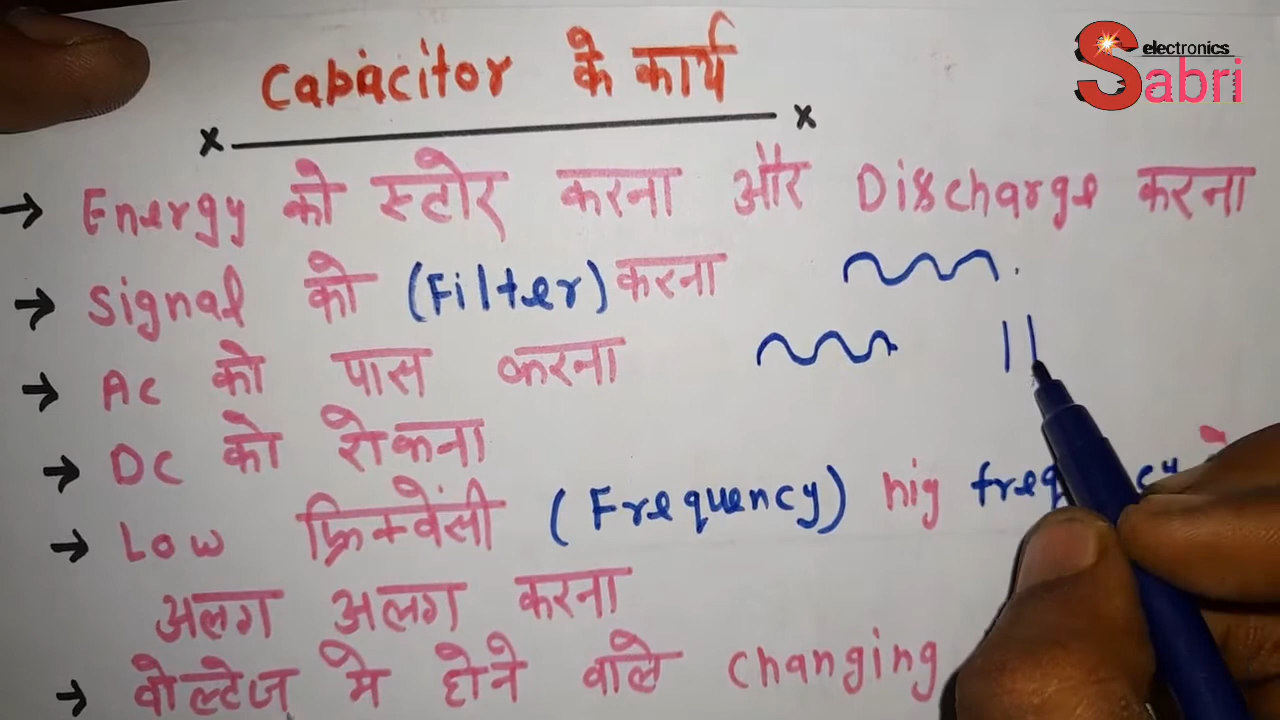 Sabri electronics
Capacitor के कार्य
Energy को स्टोर करना और Discharge करना
Signal को (Filter) करना
AC को पास करना
DC को रोकना
Low फ्रिक्वेंसी (Frequency) hig
अलग अलग करना
वोल्टेज मे होने वाले changing